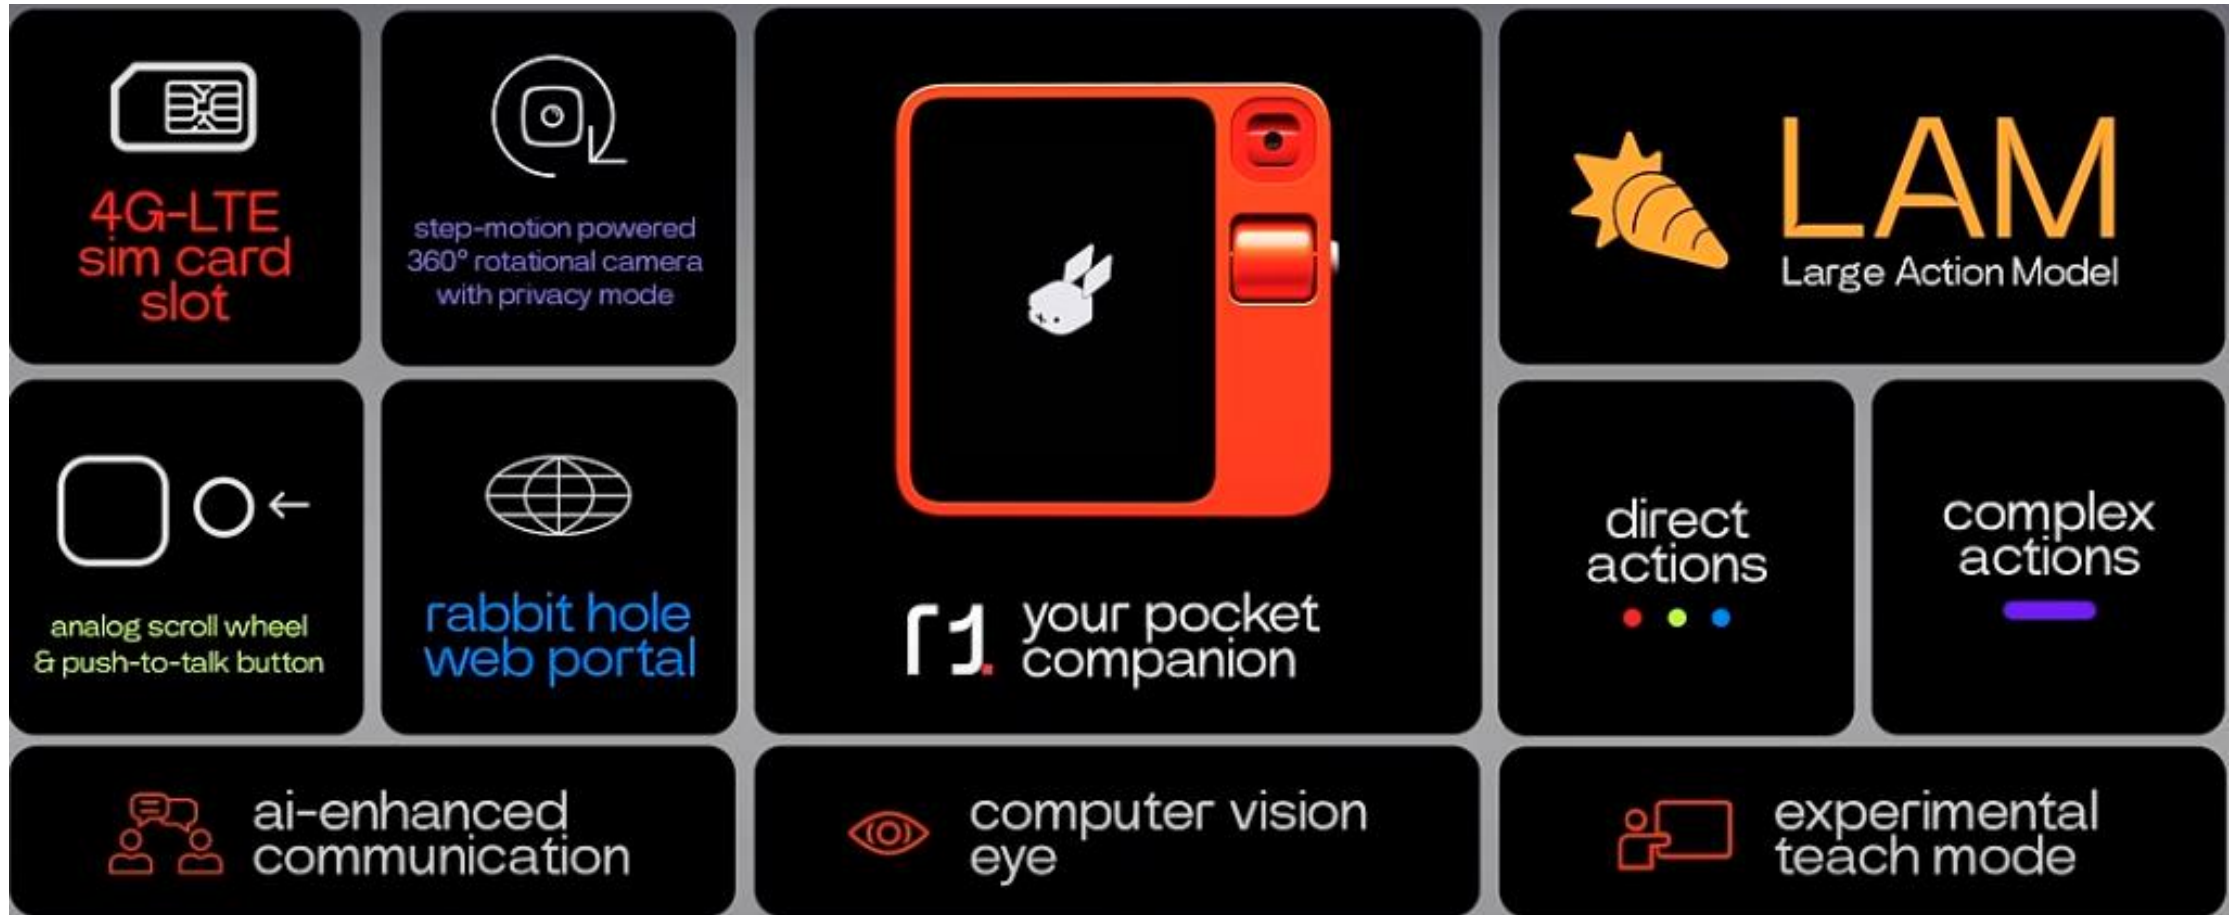 4G-LTE
sim card
slot
step-motion powered
360° rotational camera
with privacy mode
LAM
Large Action Model
analog scroll wheel
& push-to-talk button
rabbit hole
web portal
r1.
your pocket
companion
direct
actions
complex
actions
ai-enhanced
communication
computer vision
eye
experimental
teach mode